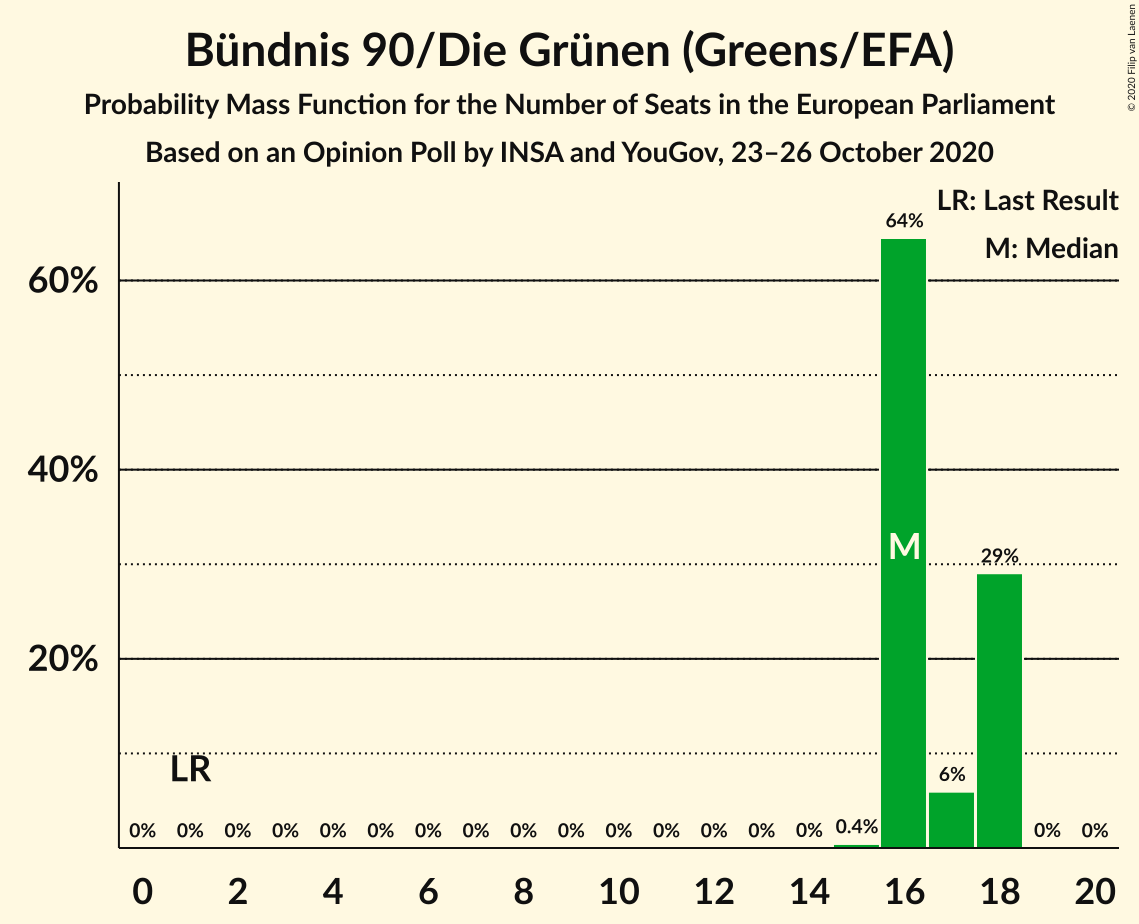 Bündnis 90/Die Grünen (Greens/EFA)
Probability Mass Function for the Number of Seats in the European Parliament
Based on an Opinion Poll by INSA and YouGov, 23–26 October 2020
© 2020 Filip van Laenen
LR: Last Result
M: Median
64%
60%
40%
M
29%
20%
LR
6%
0% 0% 0% 0% 0% 0% 0% 0% 0% 0% 0% 0% 0% 0% 0% 0.4% 0% 0%
0 2 4 6 8 10 12 14 16 18 20